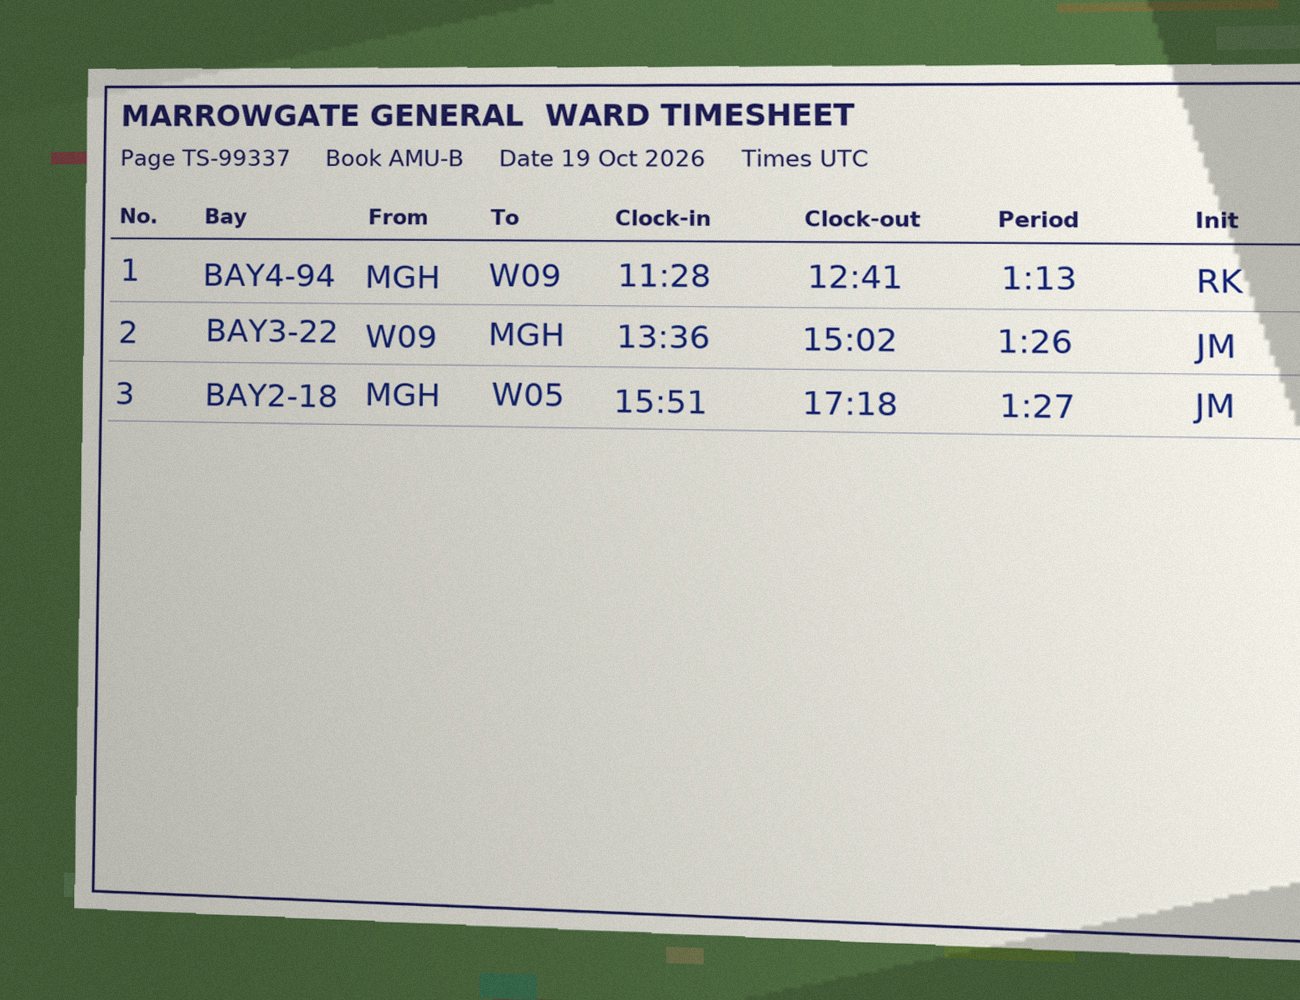 MARROWGATE GENERAL WARD TIMESHEET
Page TS-99337 Book AMU-B Date 19 Oct 2026 Times UTC
No. Bay From To Clock-in Clock-out Period Init
1 BAY4-94 MGH W09 11:28 12:41 1:13 RK
2 BAY3-22 W09 MGH 13:36 15:02 1:26 JM
3 BAY2-18 MGH W05 15:51 17:18 1:27 JM